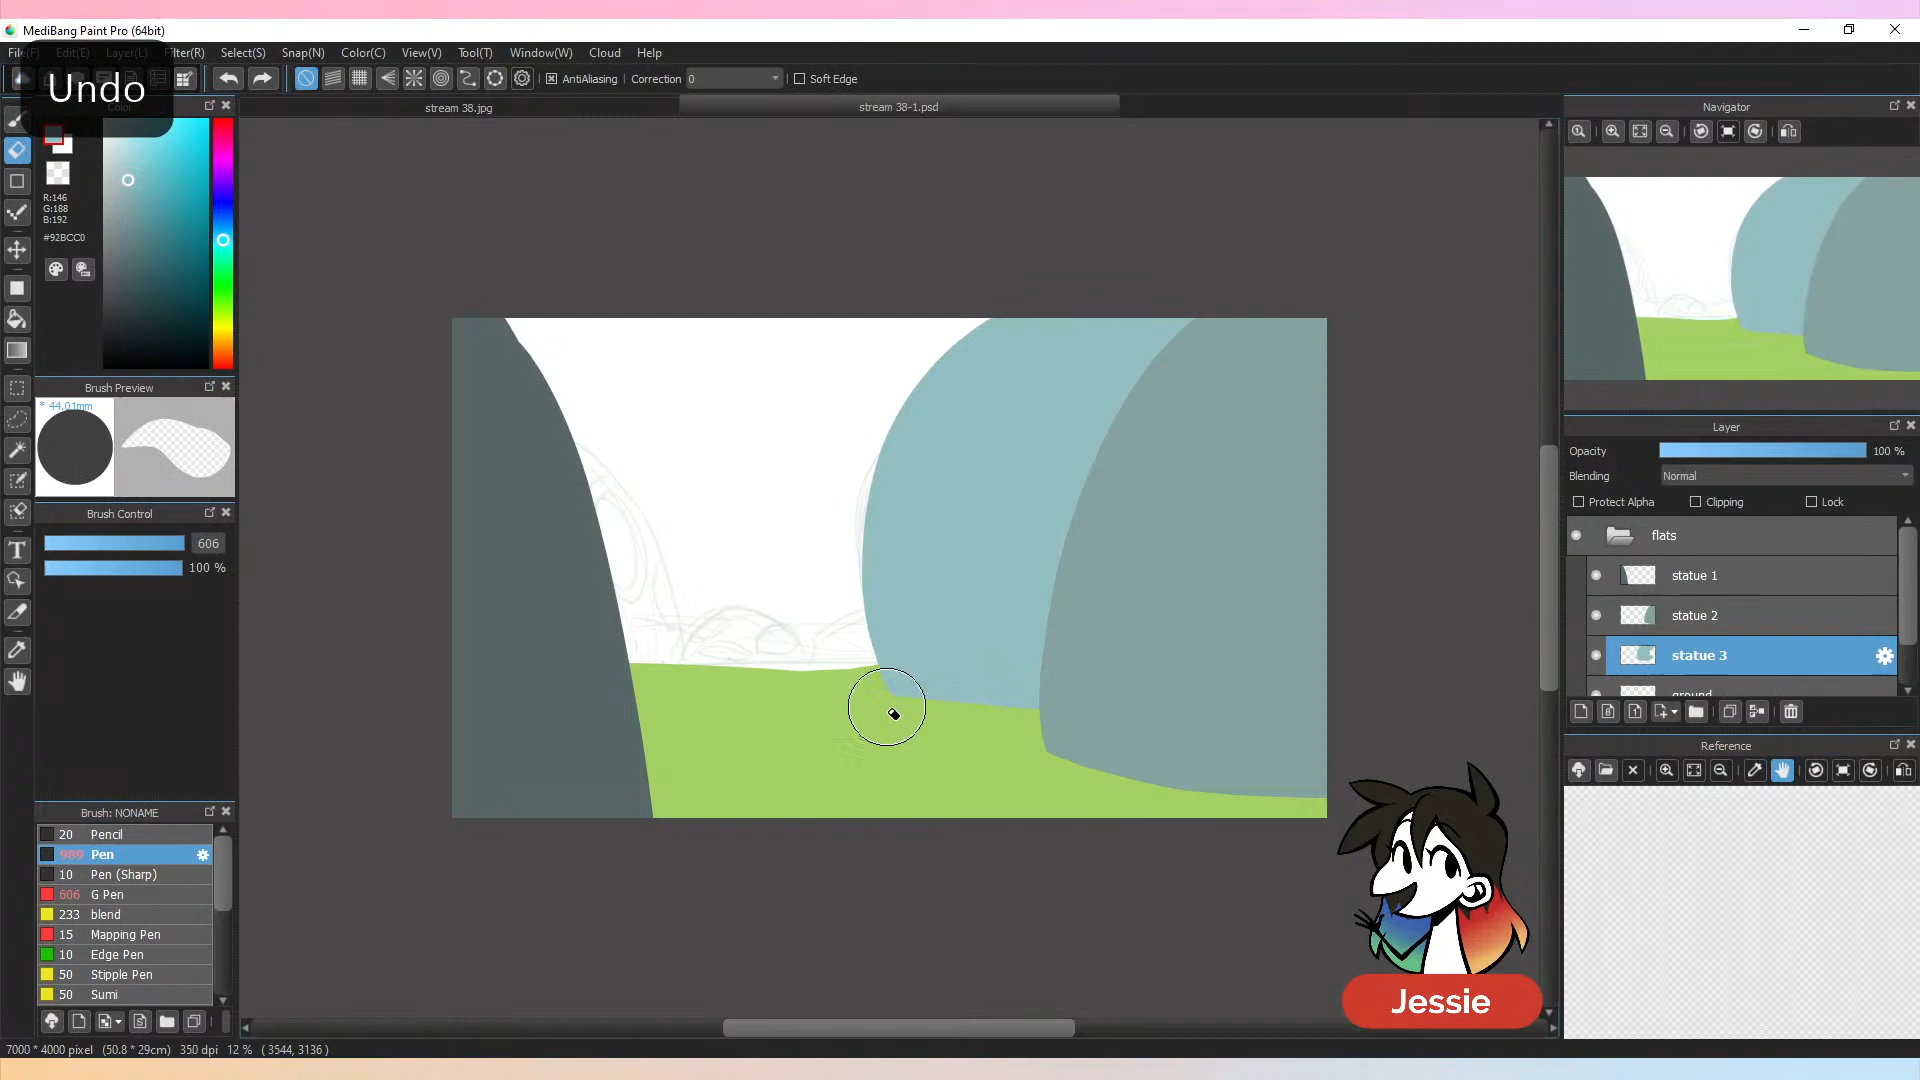 MediBang Paint Pro (64bit)
File(F) Edit(E) Layer(L) Filter(R) Select(S) Snap(N) Color(C) View(V) Tool(T) Window(W) Cloud Help
Undo
AntiAliasing Correction 0 Soft Edge
Color
stream 38.jpg
stream 38-1.psd
Navigator
R:146
G:188
B:192
#92BCC0
Brush Preview
* 44.01mm
Brush Control
606
100 %
Layer
Opacity 100 %
Blending Normal
Protect Alpha Clipping Lock
flats
statue 1
statue 2
statue 3
ground
Reference
Brush: NONAME
20 Pencil
989 Pen
10 Pen (Sharp)
606 G Pen
233 blend
15 Mapping Pen
10 Edge Pen
50 Stipple Pen
50 Sumi
Jessie
7000 * 4000 pixel (50.8 * 29cm) 350 dpi 12 % ( 3544, 3136 )